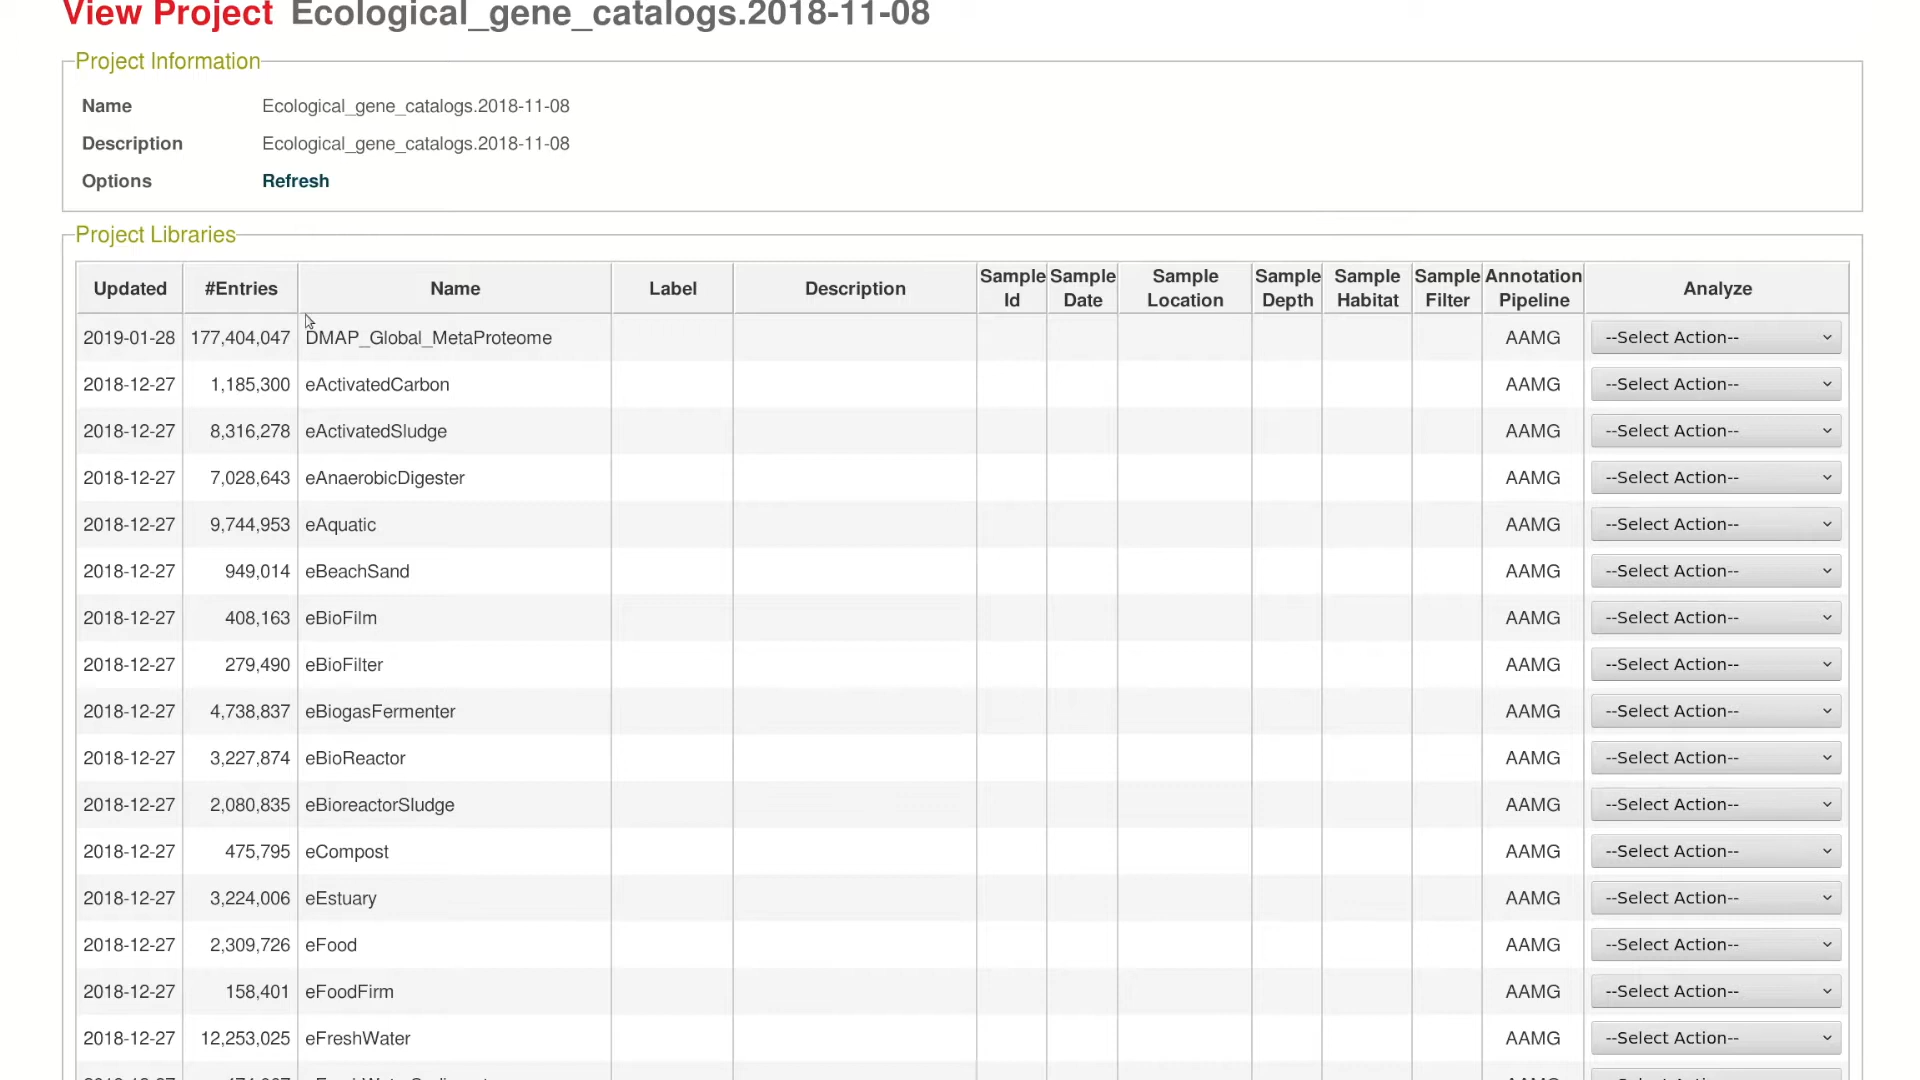 View Project Ecological_gene_catalogs.2018-11-08
Project Information
Name Ecological_gene_catalogs.2018-11-08
Description Ecological_gene_catalogs.2018-11-08
Options Refresh
Project Libraries
Updated #Entries Name Label Description Sample Id Sample Date Sample Location Sample Depth Sample Habitat Sample Filter Annotation Pipeline Analyze
2019-01-28 177,404,047 DMAP_Global_MetaProteome AAMG --Select Action--
2018-12-27 1,185,300 eActivatedCarbon AAMG --Select Action--
2018-12-27 8,316,278 eActivatedSludge AAMG --Select Action--
2018-12-27 7,028,643 eAnaerobicDigester AAMG --Select Action--
2018-12-27 9,744,953 eAquatic AAMG --Select Action--
2018-12-27 949,014 eBeachSand AAMG --Select Action--
2018-12-27 408,163 eBioFilm AAMG --Select Action--
2018-12-27 279,490 eBioFilter AAMG --Select Action--
2018-12-27 4,738,837 eBiogasFermenter AAMG --Select Action--
2018-12-27 3,227,874 eBioReactor AAMG --Select Action--
2018-12-27 2,080,835 eBioreactorSludge AAMG --Select Action--
2018-12-27 475,795 eCompost AAMG --Select Action--
2018-12-27 3,224,006 eEstuary AAMG --Select Action--
2018-12-27 2,309,726 eFood AAMG --Select Action--
2018-12-27 158,401 eFoodFirm AAMG --Select Action--
2018-12-27 12,253,025 eFreshWater AAMG --Select Action--